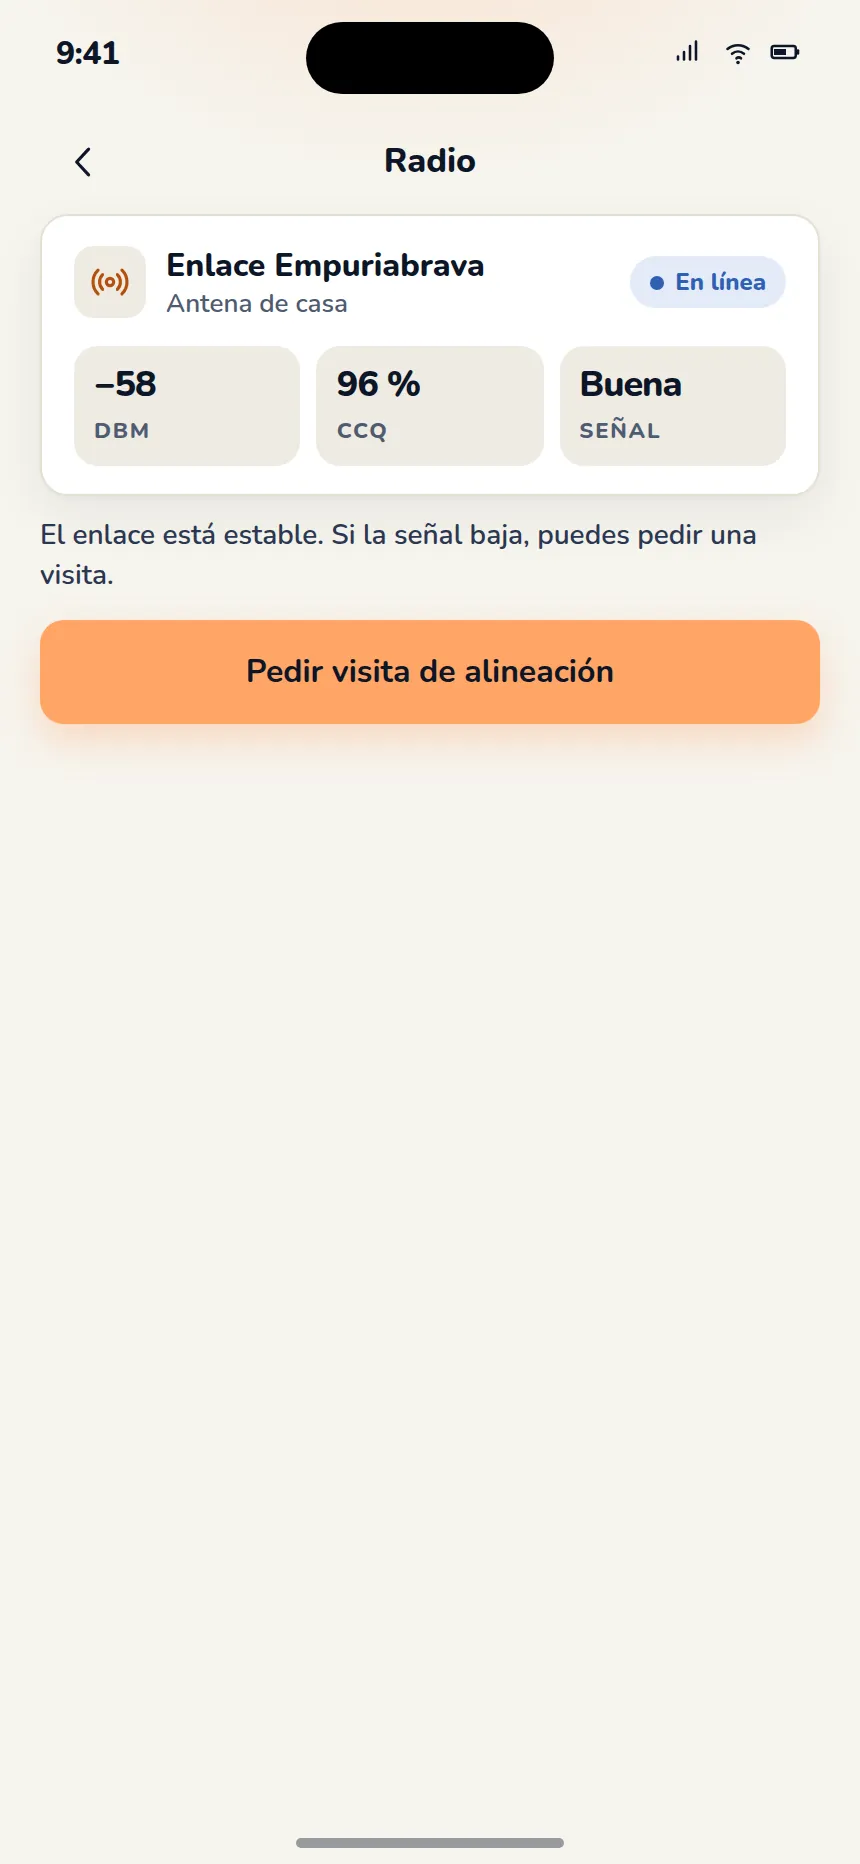 9:41
Radio
Enlace Empuriabrava
Antena de casa
En línea
–58
DBM
96 %
CCQ
Buena
SEÑAL
El enlace está estable. Si la señal baja, puedes pedir una
visita.
Pedir visita de alineación